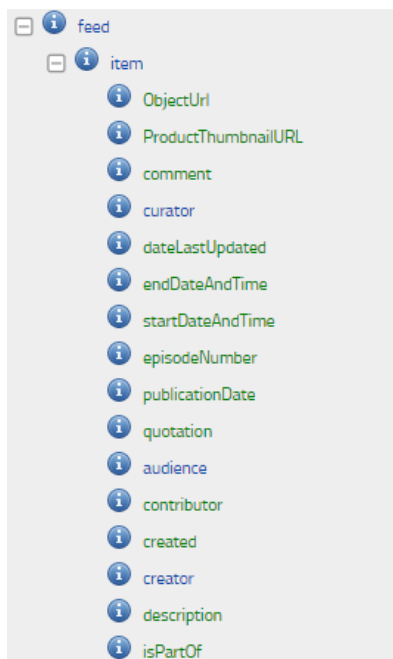 feed
item
ObjectUrl
ProductThumbnailURL
comment
curator
dateLastUpdated
endDateAndTime
startDateAndTime
episodeNumber
publicationDate
quotation
audience
contributor
created
creator
description
isPartOf